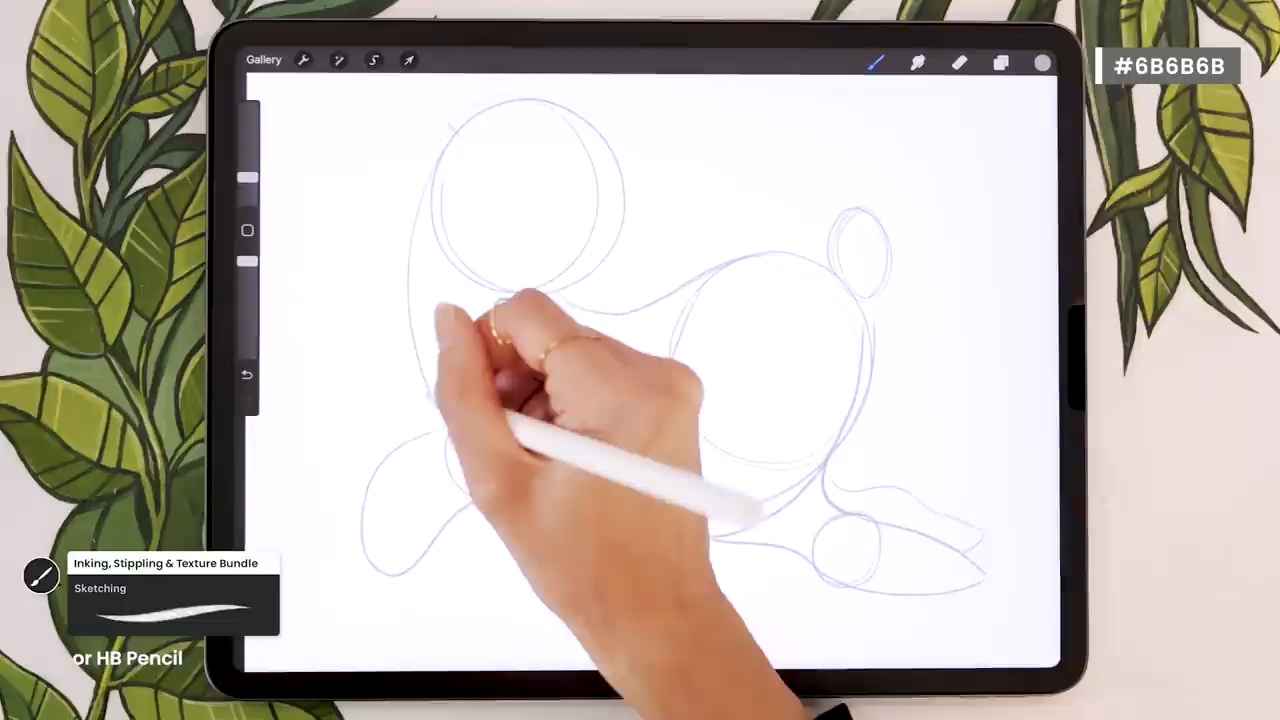 Gallery
#6B6B6B
Inking, Stippling & Texture Bundle
Sketching
or HB Pencil